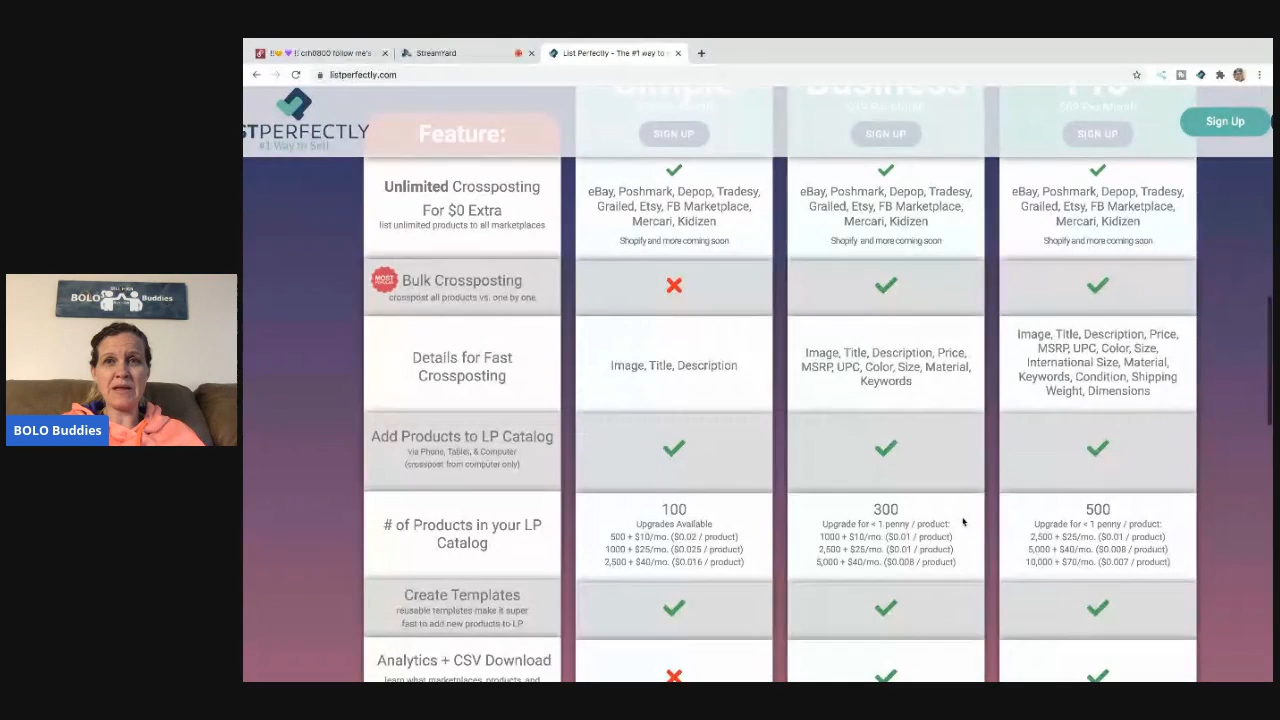 !!🤝 💜 !! crh0800 follow me's
StreamYard
List Perfectly - The #1 way to
listperfectly.com
STPERFECTLY
#1 Way to Sell
Feature:
Simple
Business
Pro
SIGN UP
SIGN UP
SIGN UP
Sign Up
Unlimited Crossposting
For $0 Extra
list unlimited products to all marketplaces
eBay, Poshmark, Depop, Tradesy,
Grailed, Etsy, FB Marketplace,
Mercari, Kidizen
Shopify and more coming soon
eBay, Poshmark, Depop, Tradesy,
Grailed, Etsy, FB Marketplace,
Mercari, Kidizen
Shopify and more coming soon
eBay, Poshmark, Depop, Tradesy,
Grailed, Etsy, FB Marketplace,
Mercari, Kidizen
Shopify and more coming soon
MOST
Bulk Crossposting
crosspost all products vs. one by one
Details for Fast
Crossposting
Image, Title, Description
Image, Title, Description, Price,
MSRP, UPC, Color, Size, Material,
Keywords
Image, Title, Description, Price,
MSRP, UPC, Color, Size,
International Size, Material,
Keywords, Condition, Shipping
Weight, Dimensions
Add Products to LP Catalog
via Phone, Tablet, & Computer
(crosspost from computer only)
# of Products in your LP
Catalog
100
Upgrades Available
500 + $10/mo. ($0.02 / product)
1000 + $25/mo. ($0.025 / product)
2,500 + $40/mo. ($0.016 / product)
300
Upgrade for < 1 penny / product:
1000 + $10/mo. ($0.01 / product)
2,500 + $25/mo. ($0.01 / product)
5,000 + $40/mo. ($0.008 / product)
500
Upgrade for < 1 penny / product:
2,500 + $25/mo. ($0.01 / product)
5,000 + $40/mo. ($0.008 / product)
10,000 + $70/mo. ($0.007 / product)
Create Templates
reusable templates make it super
fast to add new products to LP
Analytics + CSV Download
learn what marketplaces, products, and
BOLO Buddies
BOLO Buddies